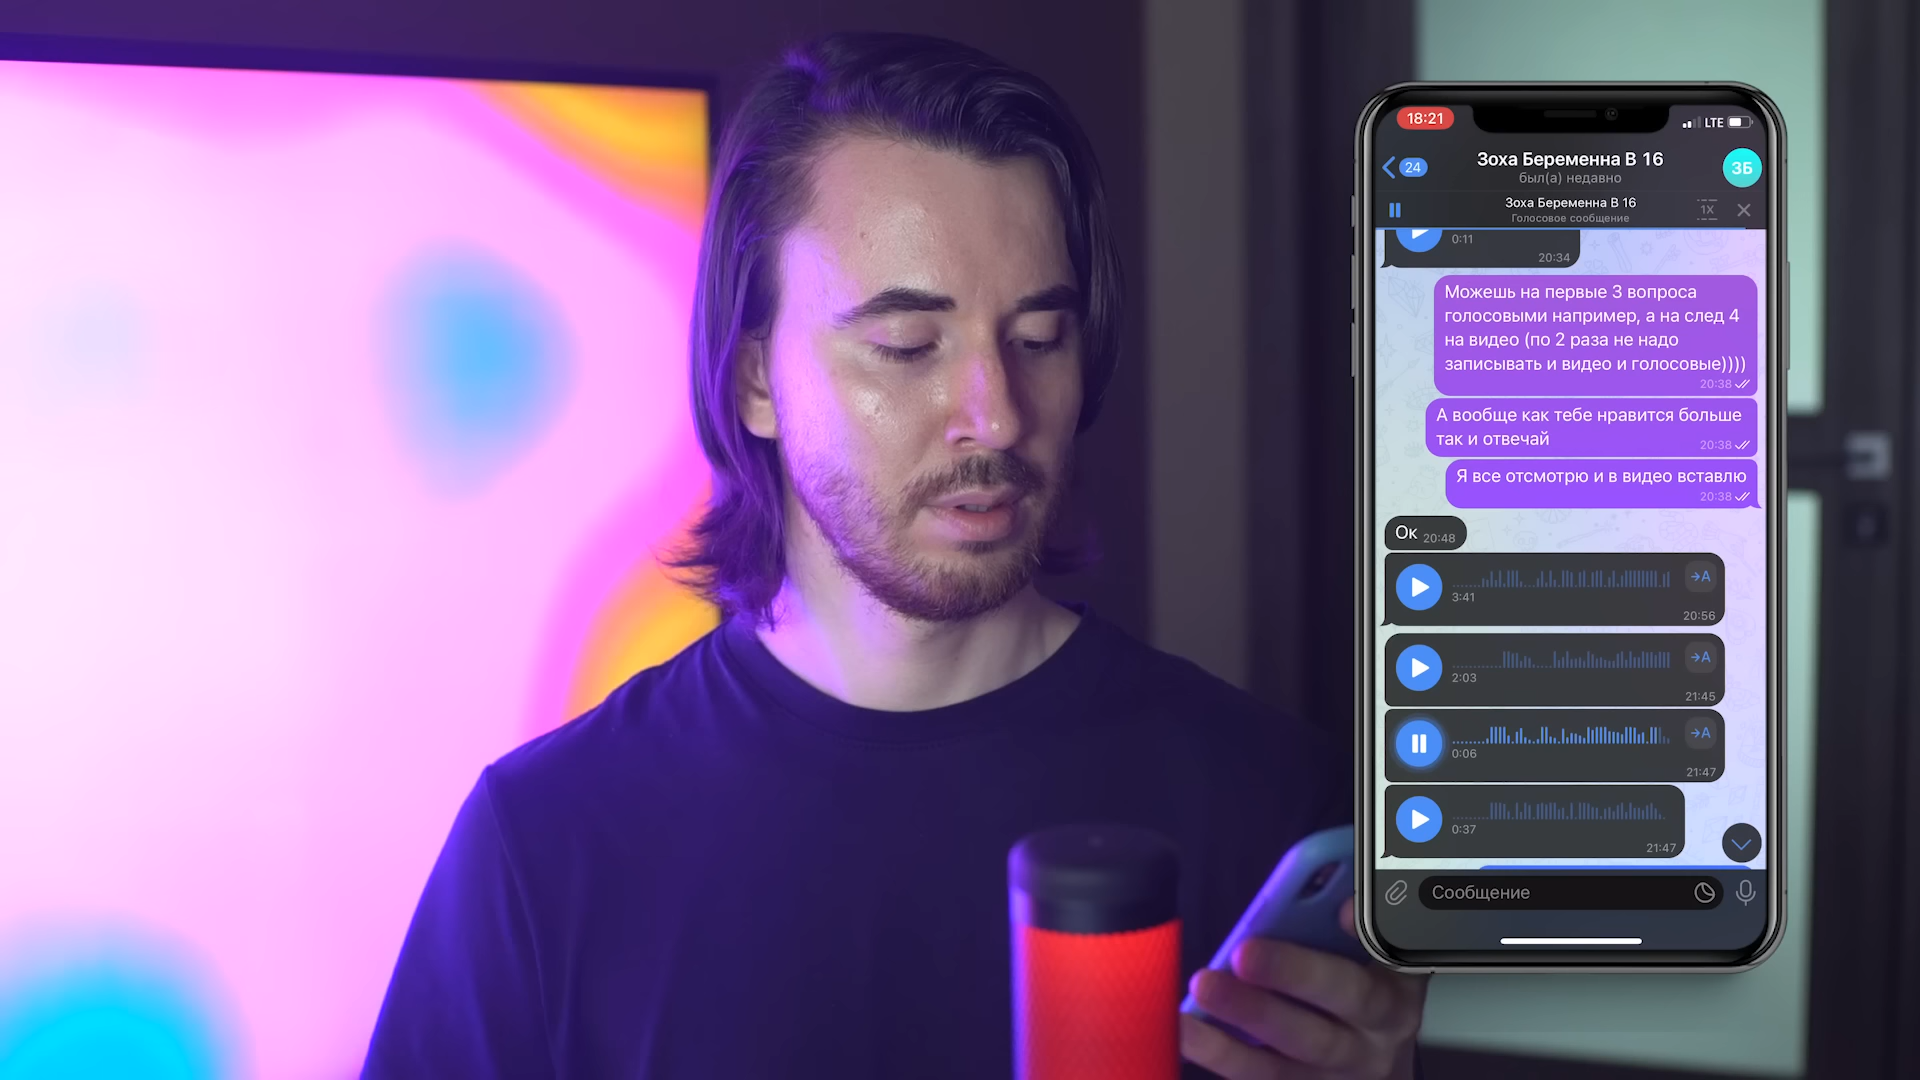 18:21
LTE
24
Зоха Беременна В 16
ЗБ
был(а) недавно
Зоха Беременна В 16
Голосовое сообщение
1X
0:11
20:34
Можешь на первые 3 вопроса
голосовыми например, а на след 4
на видео (по 2 раза не надо
записывать и видео и голосовые))))
20:38
А вообще как тебе нравится больше
так и отвечай
20:38
Я все отсмотрю и в видео вставлю
20:38
Ок 20:48
→A
3:41
20:56
→A
2:03
21:45
→A
0:06
21:47
0:37
21:47
Сообщение